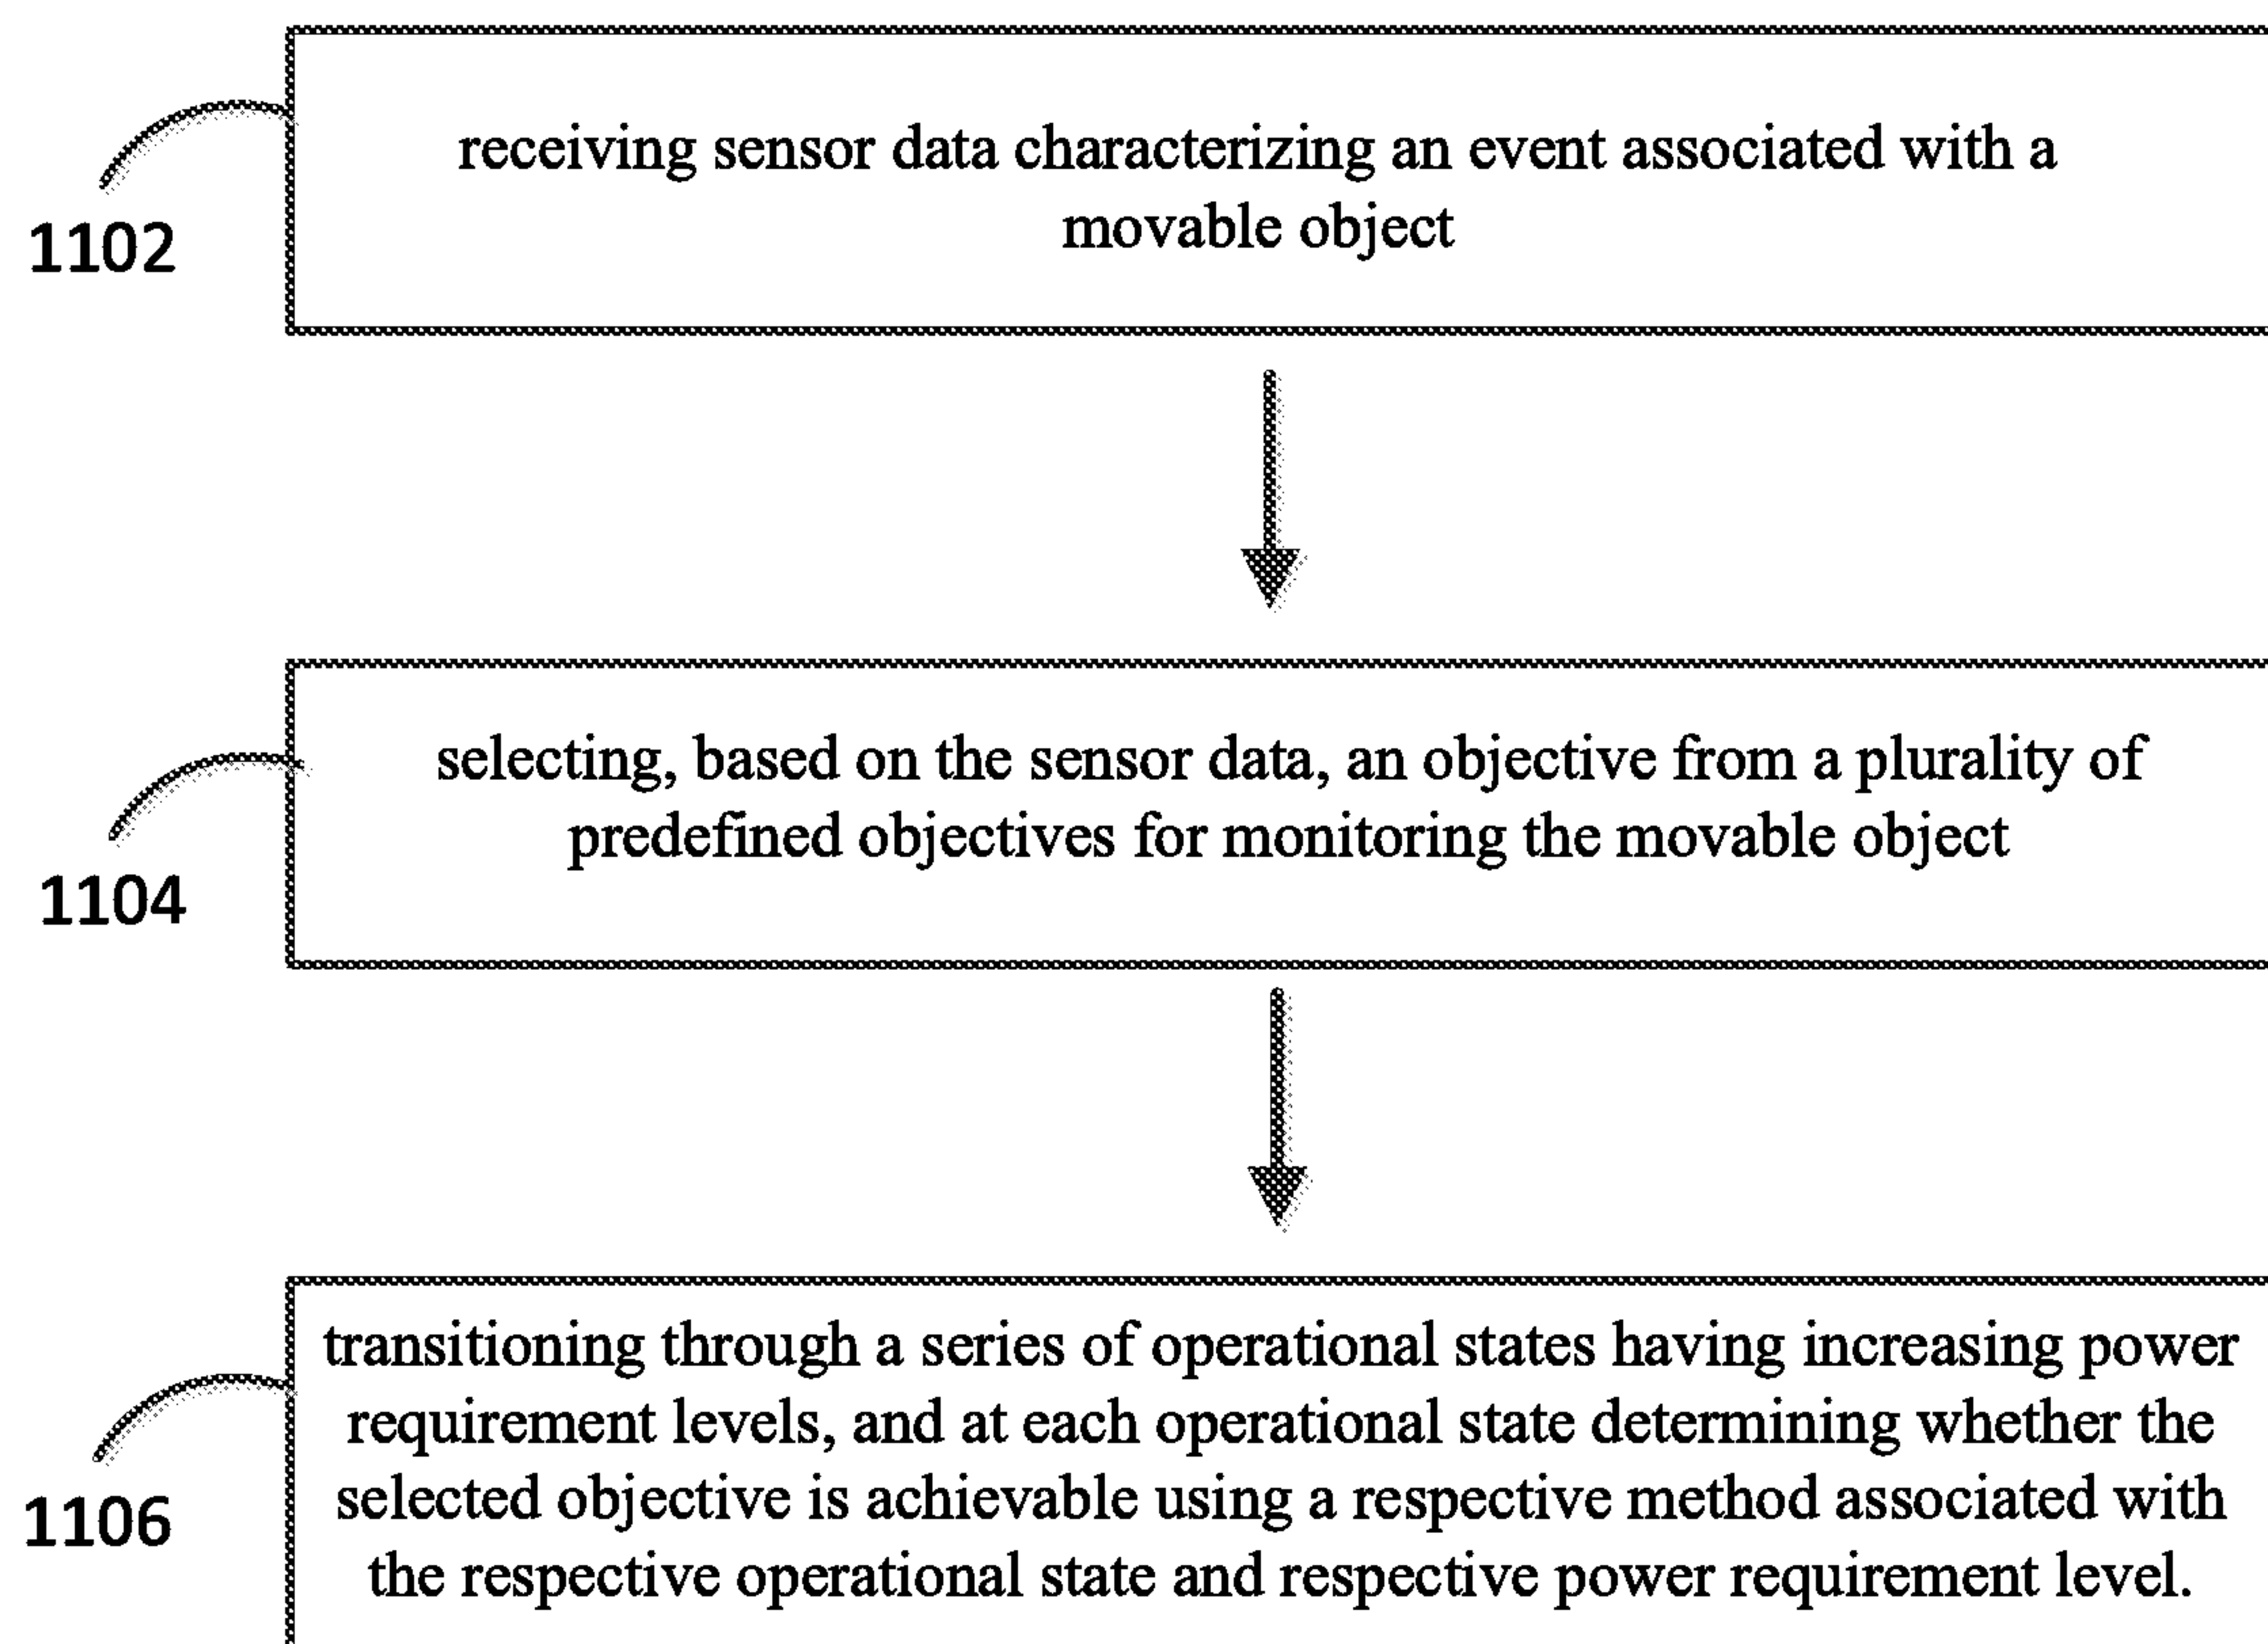 receiving sensor data characterizing an event associated with a
movable object
1102
selecting, based on the sensor data, an objective from a plurality of
predefined objectives for monitoring the movable object
1104
transitioning through a series of operational states having increasing power
requirement levels, and at each operational state determining whether the
selected objective is achievable using a respective method associated with
the respective operational state and respective power requirement level.
1106